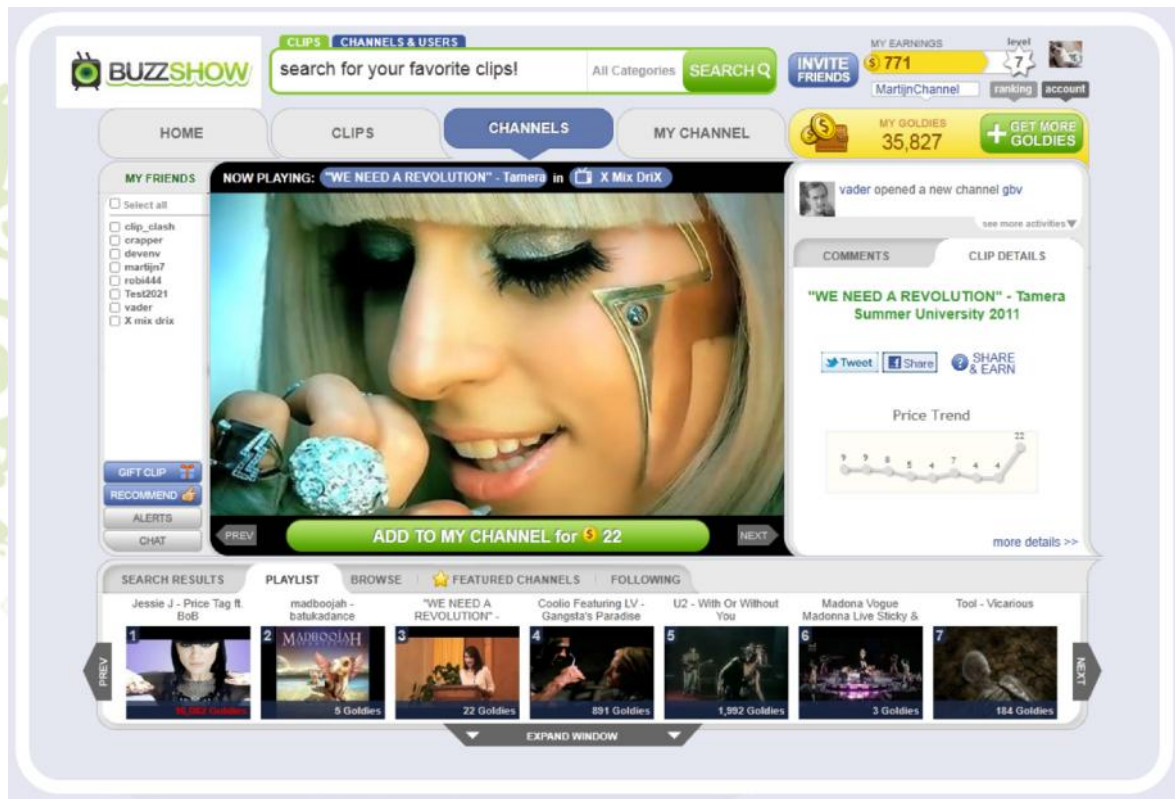 CLIPS CHANNELS & USERS
BUZZSHOW
search for your favorite clips!
All Categories
SEARCH
INVITE
FRIENDS
MY EARNINGS
level
771
7
MartijnChannel
ranking
account
HOME
CLIPS
CHANNELS
MY CHANNEL
MY GOLDIES
35,827
+ GET MORE
GOLDIES
MY FRIENDS
Select all
clip_clash
crapper
devenv
martijn7
robi444
Test2021
vader
X mix drix
GIFT CLIP
RECOMMEND
ALERTS
CHAT
NOW PLAYING: "WE NEED A REVOLUTION" - Tamera in X Mix DriX
PREV
ADD TO MY CHANNEL for $ 22
NEXT
vader opened a new channel gbv
see more activities
COMMENTS
CLIP DETAILS
"WE NEED A REVOLUTION" - Tamera
Summer University 2011
Tweet
Share
? SHARE
& EARN
Price Trend
9 9 8 5 4 7 4 4 22
more details >>
SEARCH RESULTS
PLAYLIST
BROWSE
FEATURED CHANNELS
FOLLOWING
PREV
Jessie J - Price Tag ft.
BoB
1
madboojah -
batukadance
2
MADBOOJAH
5 Goldies
"WE NEED A
REVOLUTION" -
3
22 Goldies
Coolio Featuring LV -
Gangsta's Paradise
4
891 Goldies
U2 - With Or Without
You
5
1,992 Goldies
Madona Vogue
Madonna Live Sticky &
6
3 Goldies
Tool - Vicarious
7
184 Goldies
NEXT
EXPAND WINDOW